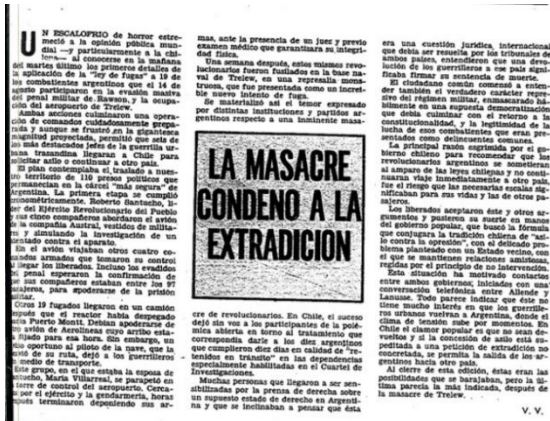 UN ESCALOFRIO de horror estre-
meció a la opinión pública mun-
dial —y particularmente a la chi-
lena— al conocerse en la mañana
del martes último los primeros detalles de
la aplicación de la "ley de fugas" a 19 de
los combatientes argentinos que el 14 de
agosto participaron en la evasión masiva
del penal militar de Rawson, y la ocupa-
ción del aeropuerto de Trelew.
Ambas acciones culminaron una opera-
ción de comandos cuidadosamente prepa-
rada y aunque se frustró en la gigantesca
magnitud proyectada, permitió que seis de
los más destacados jefes de la guerrilla ur-
bana trasandina llegaran a Chile para
solicitar asilo o continuar a otro país.
El plan contemplaba el traslado a nues-
tro territorio de 110 presos políticos que
permanecían en la cárcel "más segura" de
Argentina. La primera etapa se cumplió
cronométricamente. Roberto Santucho, lí-
der del Ejército Revolucionario del Pueblo
y sus cinco compañeros abordaron el avión
de la compañía Austral, vestidos de milita-
res y simulando la investigación de un
atentado contra el aparato.
En el avión viajaban otros cuatro co-
mandos armados que tomaron su control
al llegar los liberados. Incluso los evadidos
del penal esperaron la confirmación de
que sus compañeros estaban entre los 97
pasajeros, para apoderarse de la prisión
militar.
Otros 19 fugados llegaron en un camión
después que el reactor había despegado
hacia Puerto Montt. Debían apoderarse de
un avión de Aerolíneas cuyo arribo esta-
ba fijado para esa hora. Sin embargo, un
aviso oportuno al piloto de la nave, que la
desvió de su ruta, dejó a los guerrilleros
sin medio de transporte.
Este grupo, en el que estaba la esposa de
Santucho, María Villarreal, se parapetó en
la torre de control del aeropuerto. Cerca-
dos por el ejército y la gendarmería, horas
después terminaron deponiendo sus ar-
mas, ante la presencia de un juez y previo
examen médico que garantizara su integri-
dad física.
Una semana después, estos mismos revo-
lucionarios fueron fusilados en la base na-
val de Trelew, en una represalia mons-
truosa, que fue presentada como un increí-
ble nuevo intento de fuga.
Se materializó así el temor expresado
por distintas instituciones y partidos ar-
gentinos respecto a una inminente masa-
LA MASACRE
CONDENO A LA
EXTRADICION
cre de revolucionarios. En Chile, el suceso
dejó sin voz a los participantes de la polé-
mica abierta en torno al tratamiento que
correspondía darle a los diez argentinos
que cumplieron diez días en calidad de "re-
tenidos en tránsito" en las dependencias
especialmente habilitadas en el Cuartel de
Investigaciones.
Muchas personas que llegaron a ser sen-
sibilizadas por la prensa de derecha sobre
un supuesto estado de derecho en Argenti-
na y que se inclinaban a pensar que ésta
era una cuestión jurídica internacional
que debía ser resuelta por los tribunales de
ambos países, entendieron que una devo-
lución de los guerrilleros a ese país signi-
ficaba firmar su sentencia de muerte.
El ciudadano común comenzó a enten-
der también el verdadero carácter repre-
sivo del régimen militar, enmascarado há-
bilmente en una supuesta democratización
que debía culminar con el retorno a la
constitucionalidad, y la legitimidad de la
lucha de esos combatientes que eran pre-
sentados como delincuentes comunes.
La principal razón esgrimida por el go-
bierno chileno para recomendar que los
revolucionarios argentinos se sometieran
al amparo de las leyes chilenas y no conti-
nuaran viaje inmediatamente a otro país,
fue el riesgo que las necesarias escalas sig-
nificaban para sus vidas y las de otros pa-
sajeros.
Los liberados aceptaron éste y otros ar-
gumentos y pusieron su suerte en manos
del gobierno popular, que buscó la fórmula
que conjugara la tradición chilena de "asi-
lo contra la opresión", con el delicado pro-
blema planteado con un Estado vecino, con
el que se mantienen relaciones amistosas,
regidas por el principio de no intervención.
Esta situación ha motivado contactos
entre ambos gobiernos; iniciados con una
conversación telefónica entre Allende y
Lanusse. Todo parece indicar que éste no
tiene mucho interés en que los guerrille-
ros urbanos vuelvan a Argentina, donde el
clima de tensión sube por momentos. En
Chile el clamor popular es que no sean de-
vueltos y si la concesión de asilo está su-
peditada a una petición de extradición no
concretada, se permita la salida de los ar-
gentinos hacia otro país.
Al cierre de esta edición, éstas eran las
posibilidades que se barajaban, pero la úl-
tima parecía la más indicada, después de
la masacre de Trelew.
V. V.